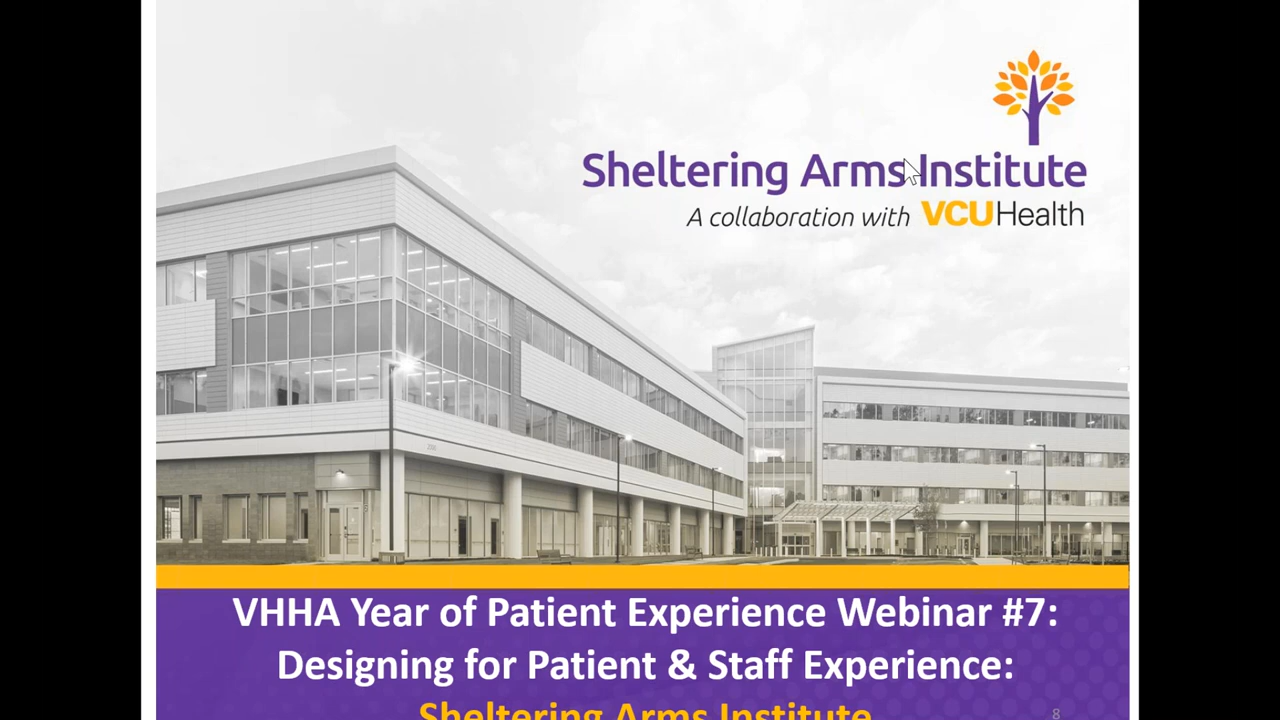 Sheltering Arms Institute
A collaboration with VCUHealth
VHHA Year of Patient Experience Webinar #7:
Designing for Patient & Staff Experience:
Sheltering Arms Institute
8